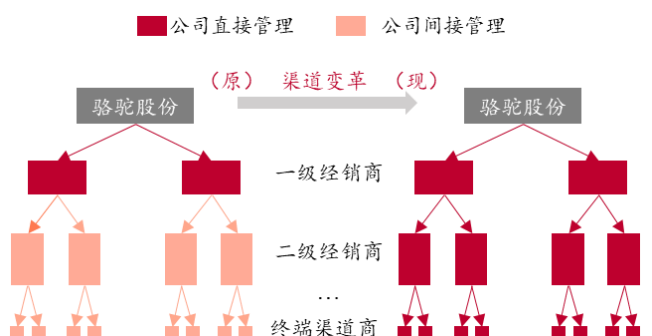 公司直接管理
公司间接管理
（原） 渠道变革 （现）
骆驼股份
骆驼股份
一级经销商
二级经销商
...
终端渠道商